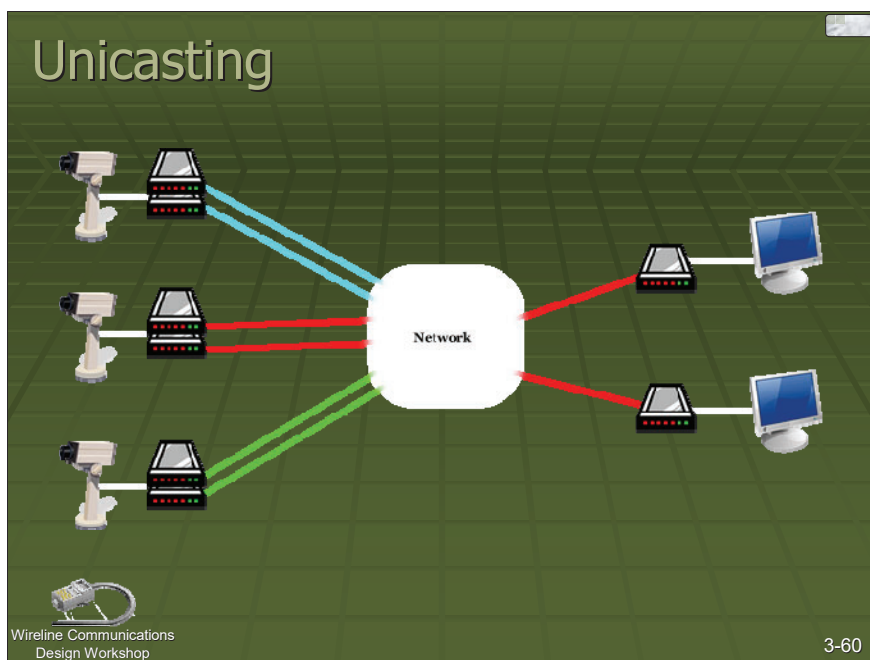 Unicasting
Network
Wireline Communications
Design Workshop
3-60